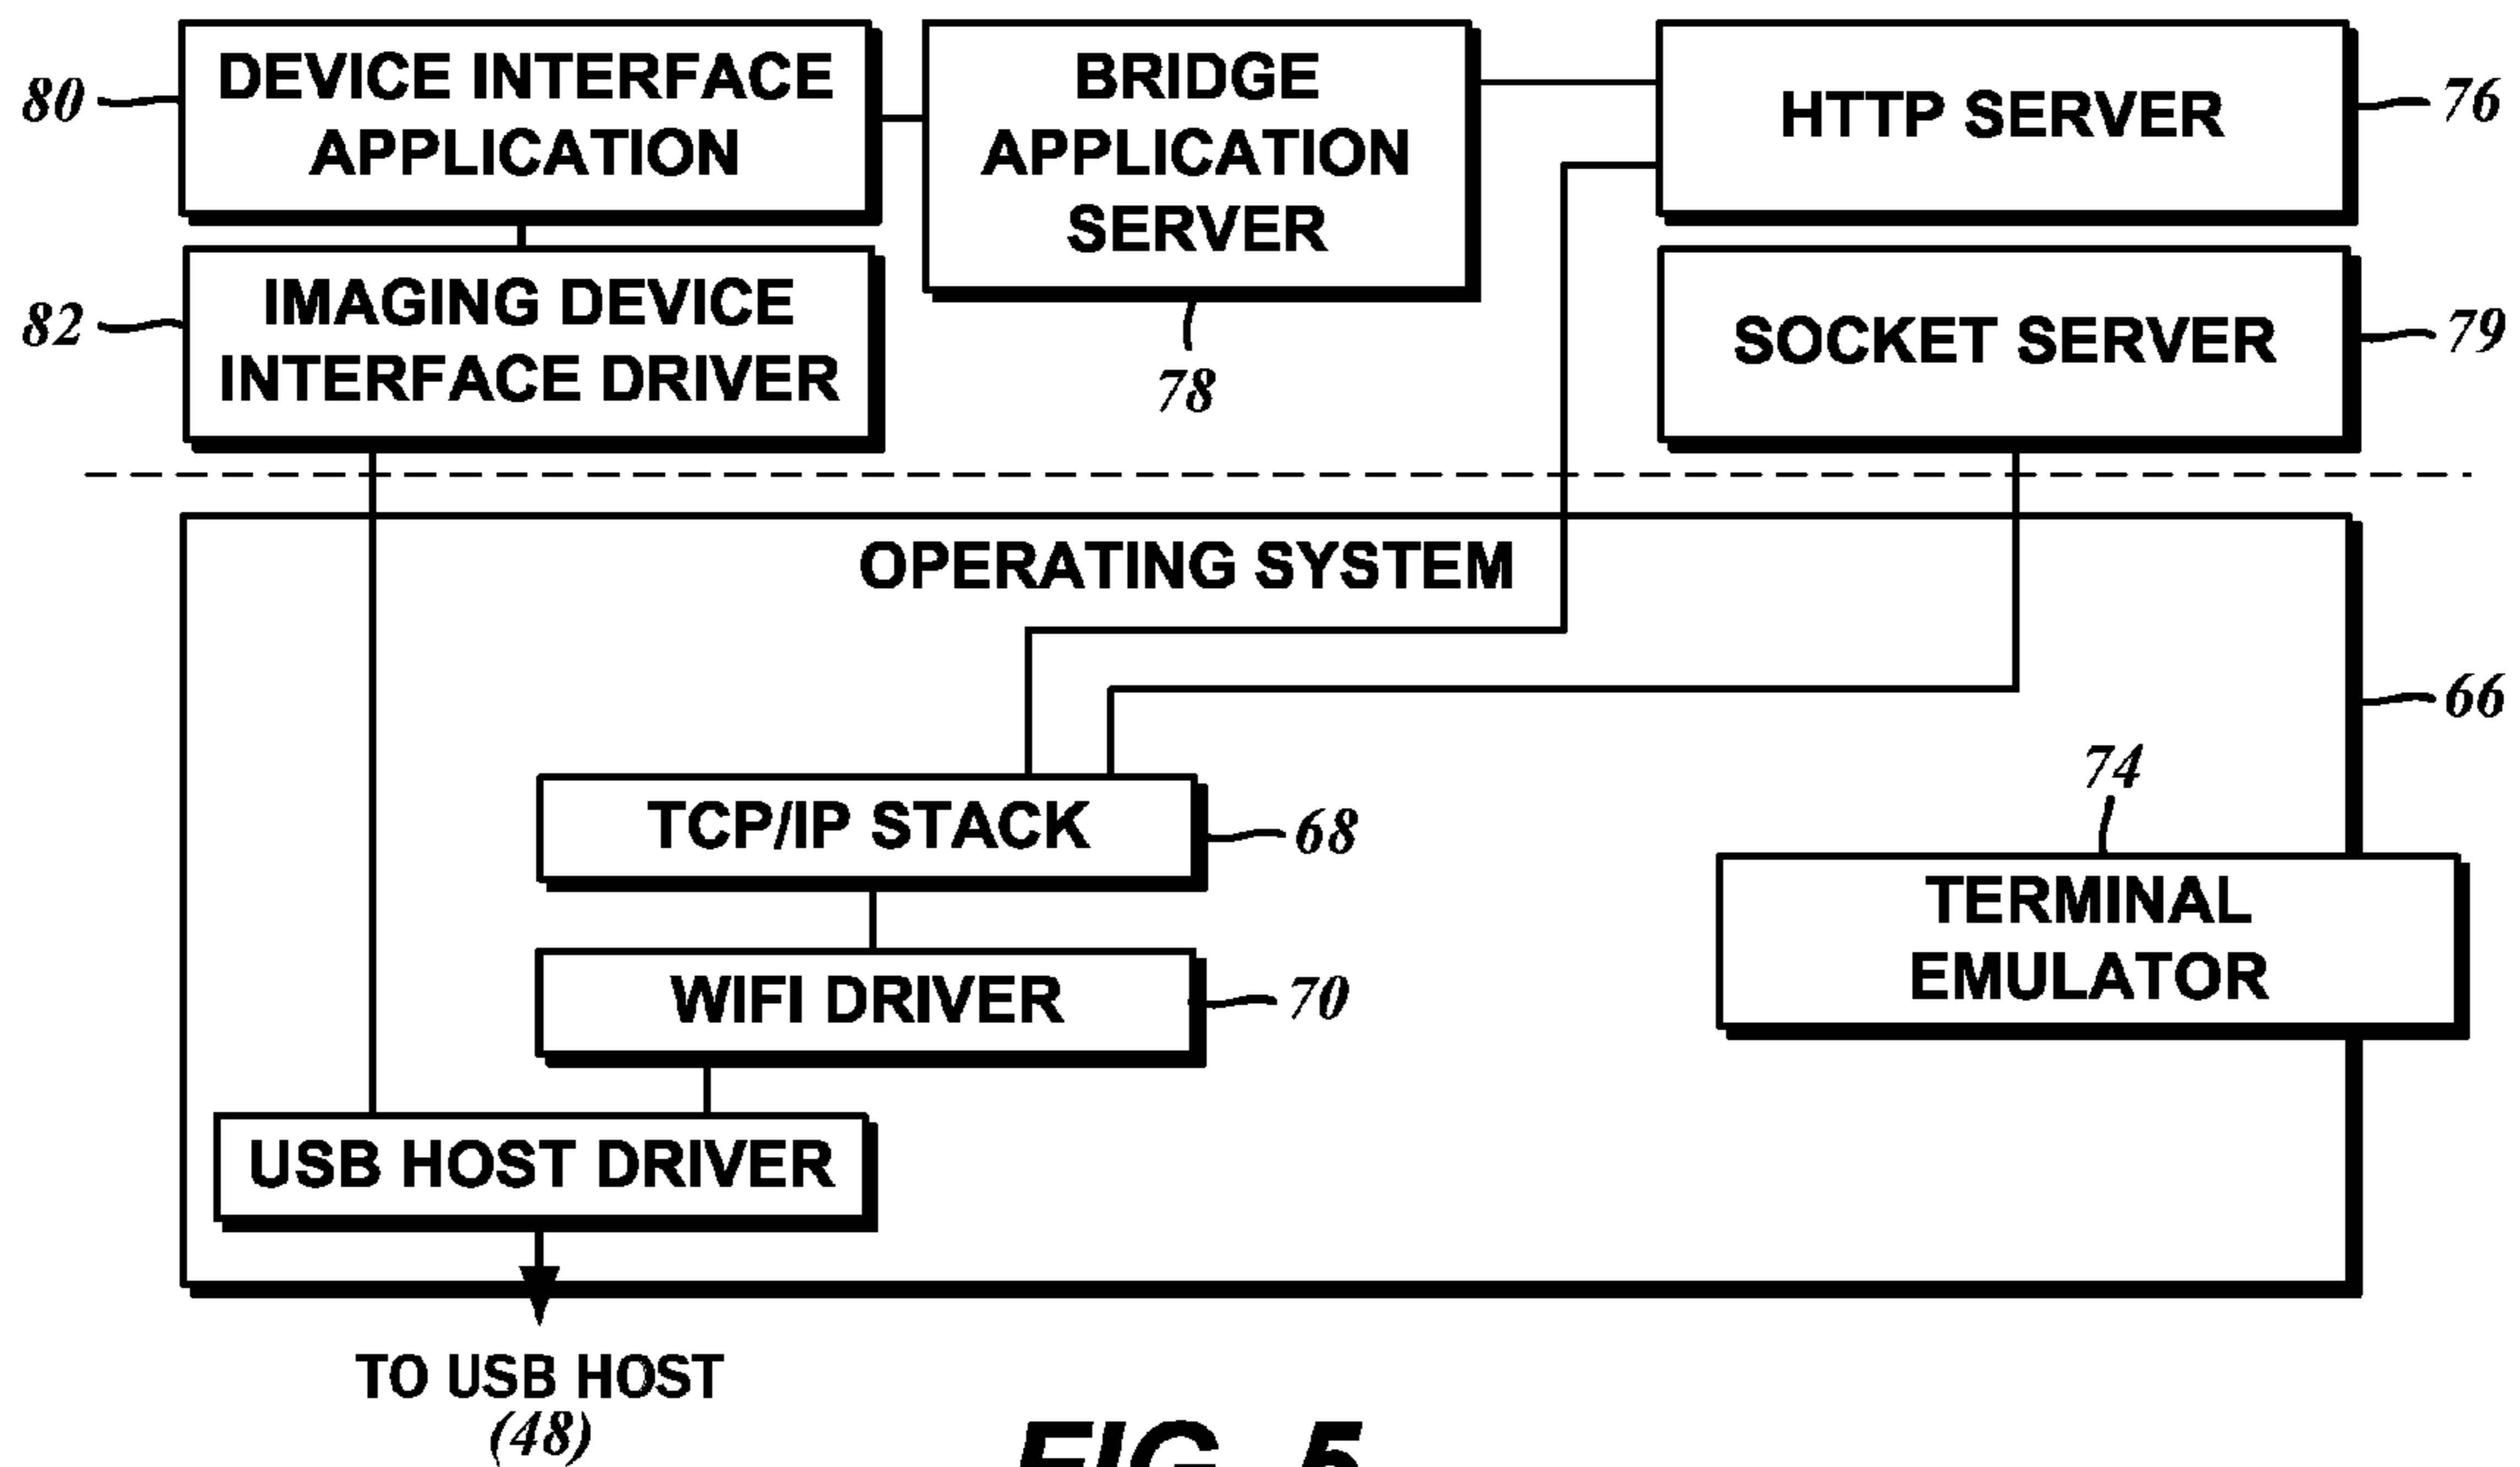 80
DEVICE INTERFACE
APPLICATION
BRIDGE
APPLICATION
SERVER
78
HTTP SERVER
76
82
IMAGING DEVICE
INTERFACE DRIVER
SOCKET SERVER
79
OPERATING SYSTEM
66
TCP/IP STACK
68
74
TERMINAL
EMULATOR
WIFI DRIVER
70
USB HOST DRIVER
TO USB HOST
(48)
FIG. 5